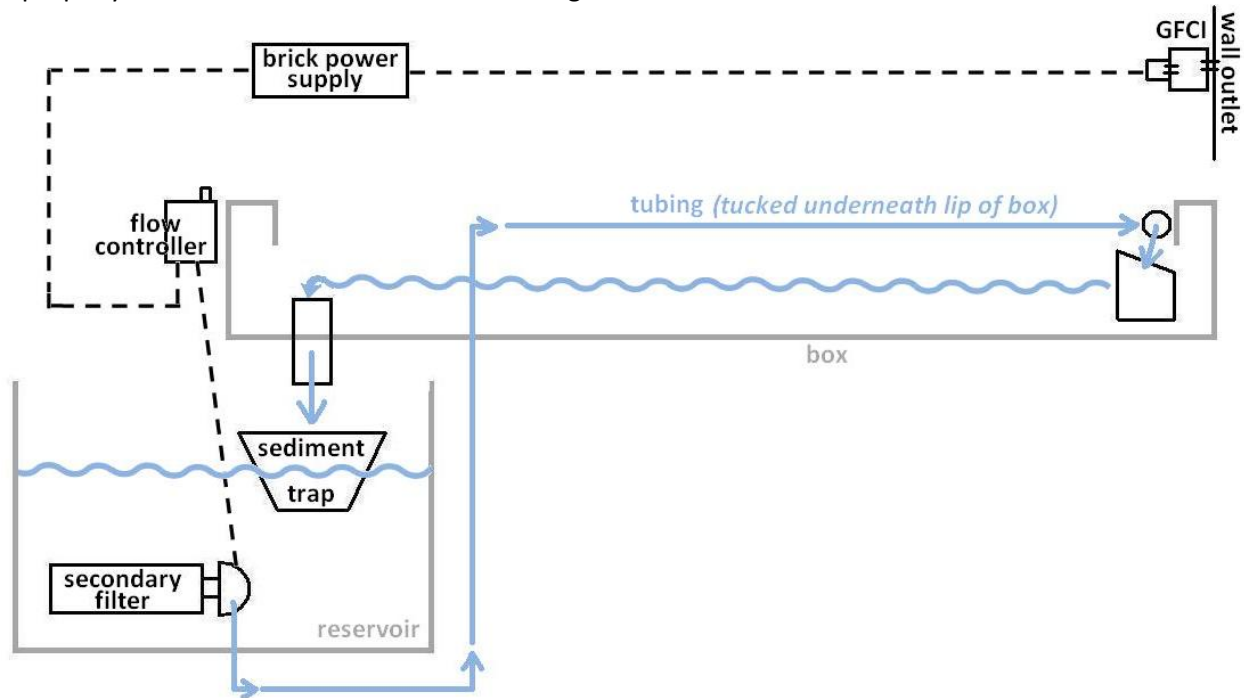 GFCI
wall outlet
brick power
supply
tubing (tucked underneath lip of box)
flow
controller
box
sediment
trap
secondary
filter
reservoir